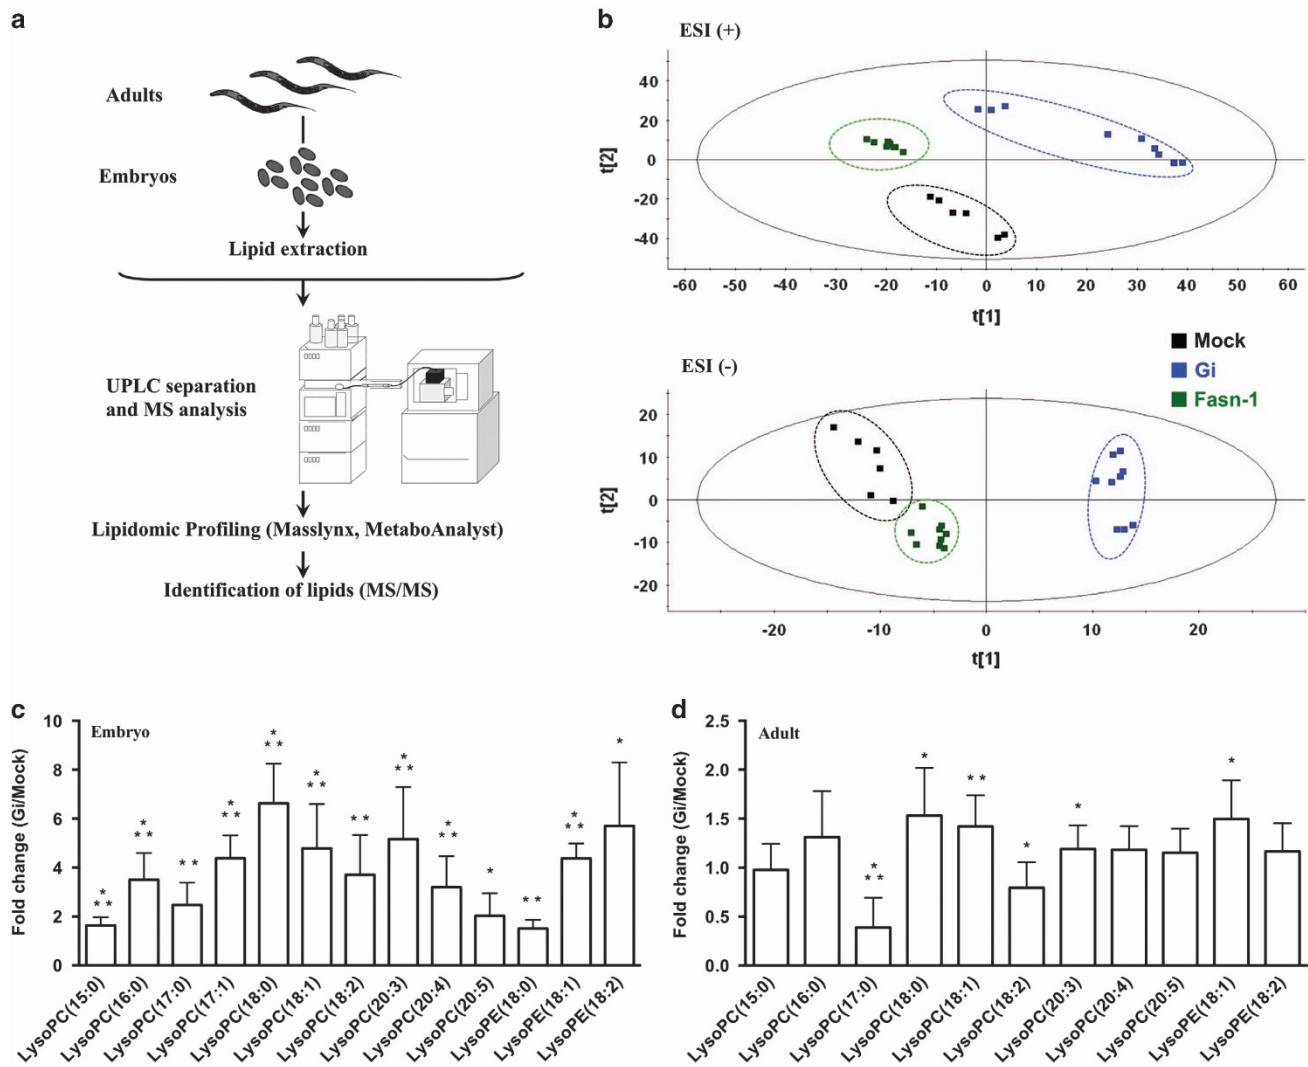 a
Adults
Embryos
Lipid extraction
UPLC separation
and MS analysis
Lipidomic Profiling (Masslynx, MetaboAnalyst)
Identification of lipids (MS/MS)
b
ESI (+)
t[2]
40
20
0
-20
-40
-60 -50 -40 -30 -20 -10 0 10 20 30 40 50 60
t[1]
ESI (-)
Mock
Gi
Fasn-1
t[2]
20
10
0
-10
-20
-20 -10 0 10 20
t[1]
c
Embryo
Fold change (Gi/Mock)
10
8
6
4
2
0
*
**
*
**
**
*
**
*
**
*
**
**
*
**
*
**
*
**
*
**
*
LysoPC(15:0)
LysoPC(16:0)
LysoPC(17:0)
LysoPC(17:1)
LysoPC(18:0)
LysoPC(18:1)
LysoPC(18:2)
LysoPC(20:3)
LysoPC(20:4)
LysoPC(20:5)
LysoPE(18:0)
LysoPE(18:1)
LysoPE(18:2)
d
Adult
Fold change (Gi/Mock)
2.5
2.0
1.5
1.0
0.5
0.0
*
**
*
**
*
*
*
LysoPC(15:0)
LysoPC(16:0)
LysoPC(17:0)
LysoPC(18:0)
LysoPC(18:1)
LysoPC(18:2)
LysoPC(20:3)
LysoPC(20:4)
LysoPC(20:5)
LysoPE(18:1)
LysoPE(18:2)